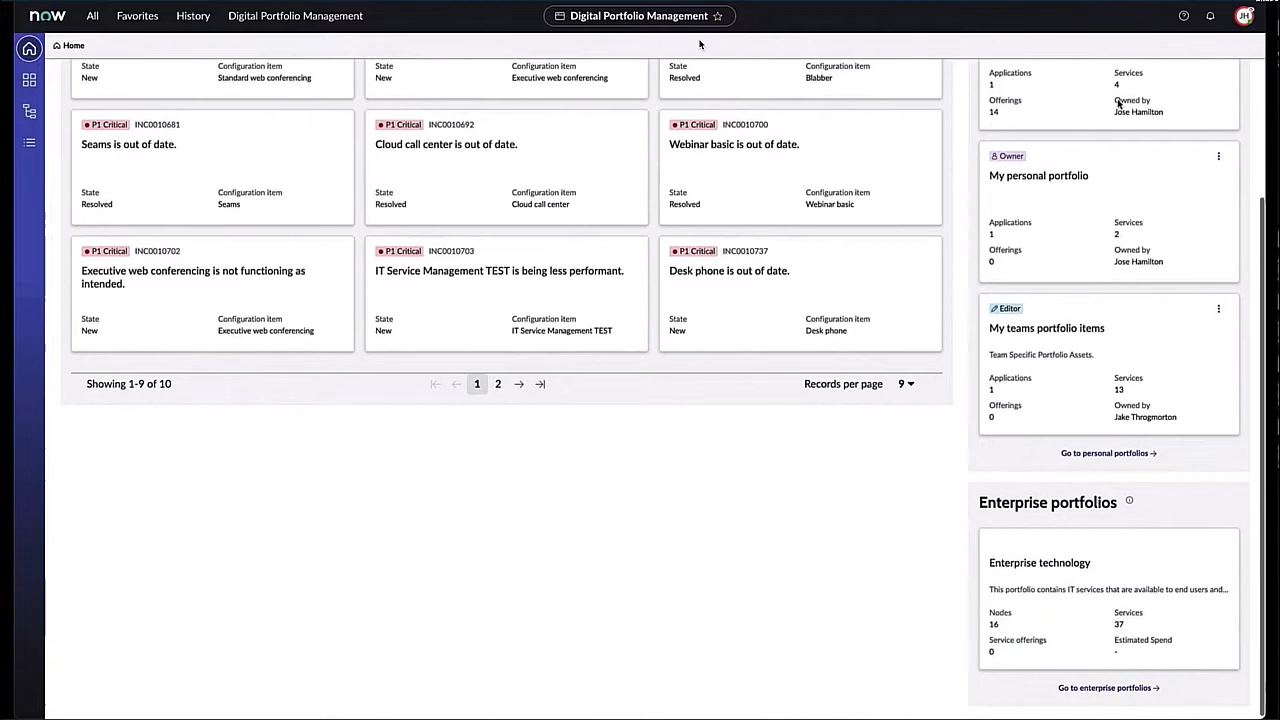 now All Favorites History Digital Portfolio Management Digital Portfolio Management JH
Home
State Configuration item State Configuration item State Configuration item
New Standard web conferencing New Executive web conferencing Resolved Blabber
P1 Critical INC0010681 P1 Critical INC0010692 P1 Critical INC0010700
Seams is out of date. Cloud call center is out of date. Webinar basic is out of date.
State Configuration item State Configuration item State Configuration item
Resolved Seams Resolved Cloud call center Resolved Webinar basic
P1 Critical INC0010702 P1 Critical INC0010703 P1 Critical INC0010737
Executive web conferencing is not functioning as IT Service Management TEST is being less performant. Desk phone is out of date.
intended.
State Configuration item State Configuration item State Configuration item
New Executive web conferencing New IT Service Management TEST New Desk phone
Showing 1-9 of 10 1 2 Records per page 9
Applications Services
1 4
Offerings Owned by
14 Jose Hamilton
Owner
My personal portfolio
Applications Services
1 2
Offerings Owned by
0 Jose Hamilton
Editor
My teams portfolio items
Team Specific Portfolio Assets.
Applications Services
1 13
Offerings Owned by
0 Jake Throgmorton
Go to personal portfolios
Enterprise portfolios
Enterprise technology
This portfolio contains IT services that are available to end users and...
Nodes Services
16 37
Service offerings Estimated Spend
0 -
Go to enterprise portfolios